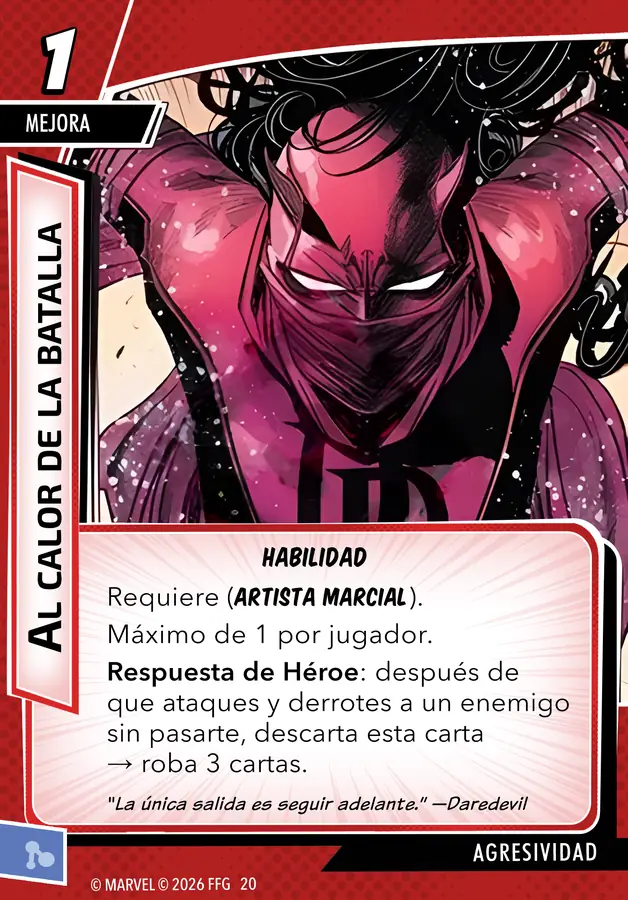 1
MEJORA
AL CALOR DE LA BATALLA
HABILIDAD
Requiere (ARTISTA MARCIAL).
Máximo de 1 por jugador.
Respuesta de Héroe: después de
que ataques y derrotes a un enemigo
sin pasarte, descarta esta carta
→ roba 3 cartas.
"La única salida es seguir adelante." —Daredevil
AGRESIVIDAD
© MARVEL © 2026 FFG 20